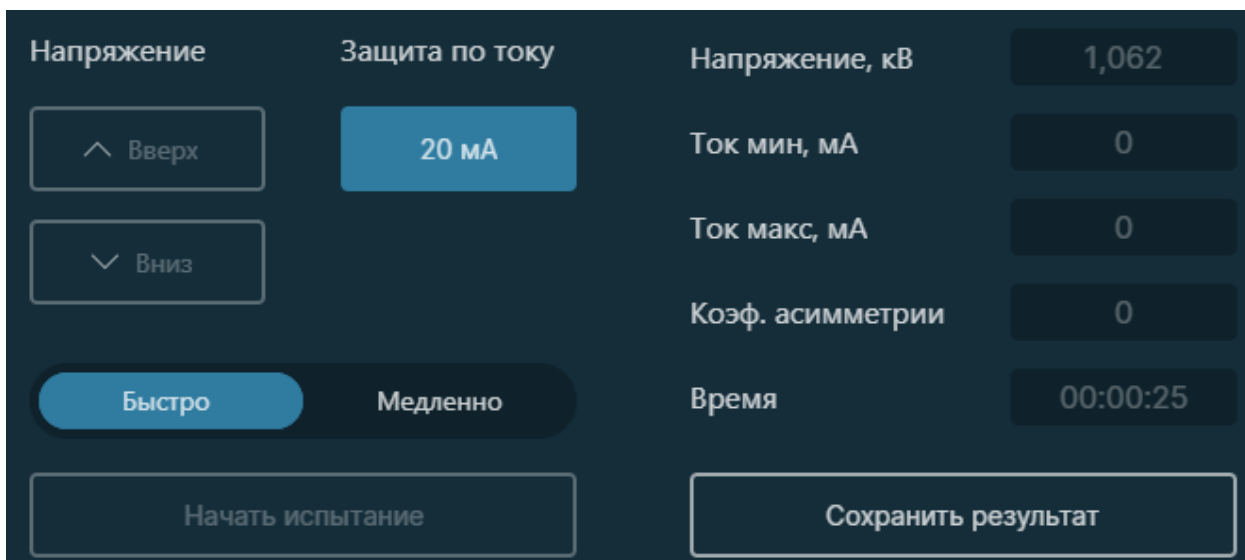 Напряжение
Защита по току
Вверх
20 мА
Вниз
Быстро
Медленно
Начать испытание
Напряжение, кВ
1,062
Ток мин, мА
0
Ток макс, мА
0
Коэф. асимметрии
0
Время
00:00:25
Сохранить результат